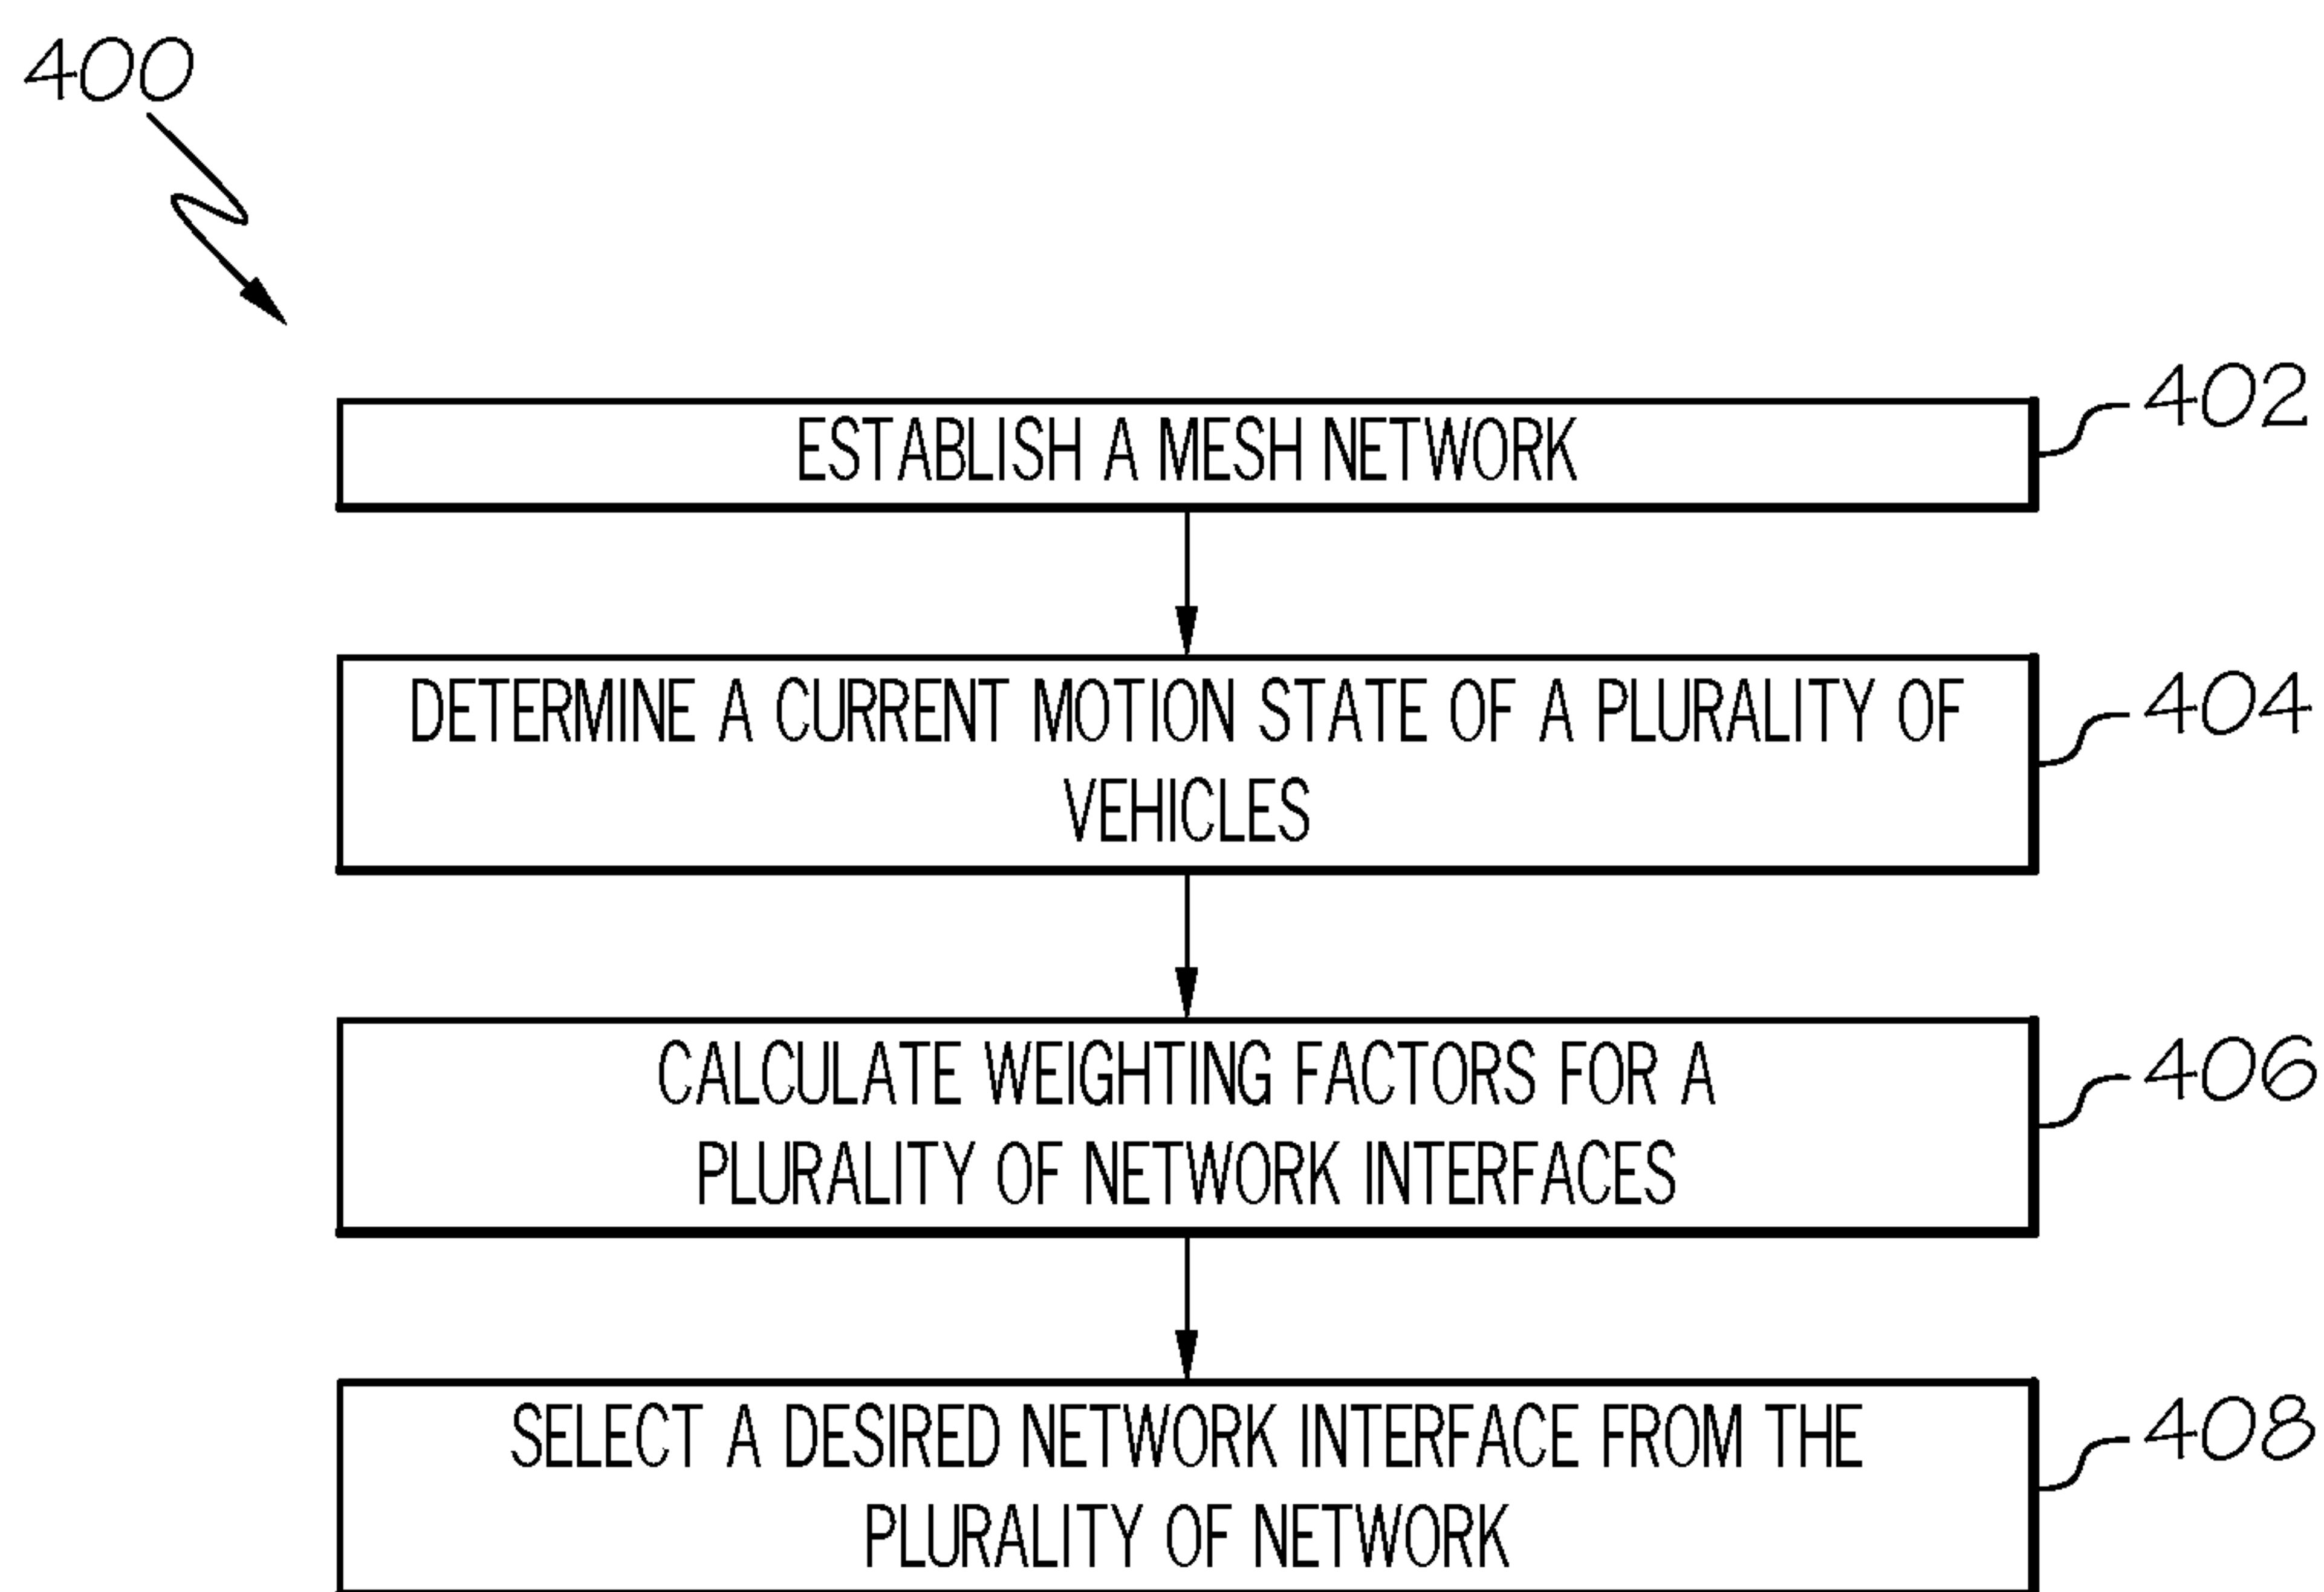 400
ESTABLISH A MESH NETWORK
402
DETERMINE A CURRENT MOTION STATE OF A PLURALITY OF
VEHICLES
404
CALCULATE WEIGHTING FACTORS FOR A
PLURALITY OF NETWORK INTERFACES
406
SELECT A DESIRED NETWORK INTERFACE FROM THE
PLURALITY OF NETWORK
408